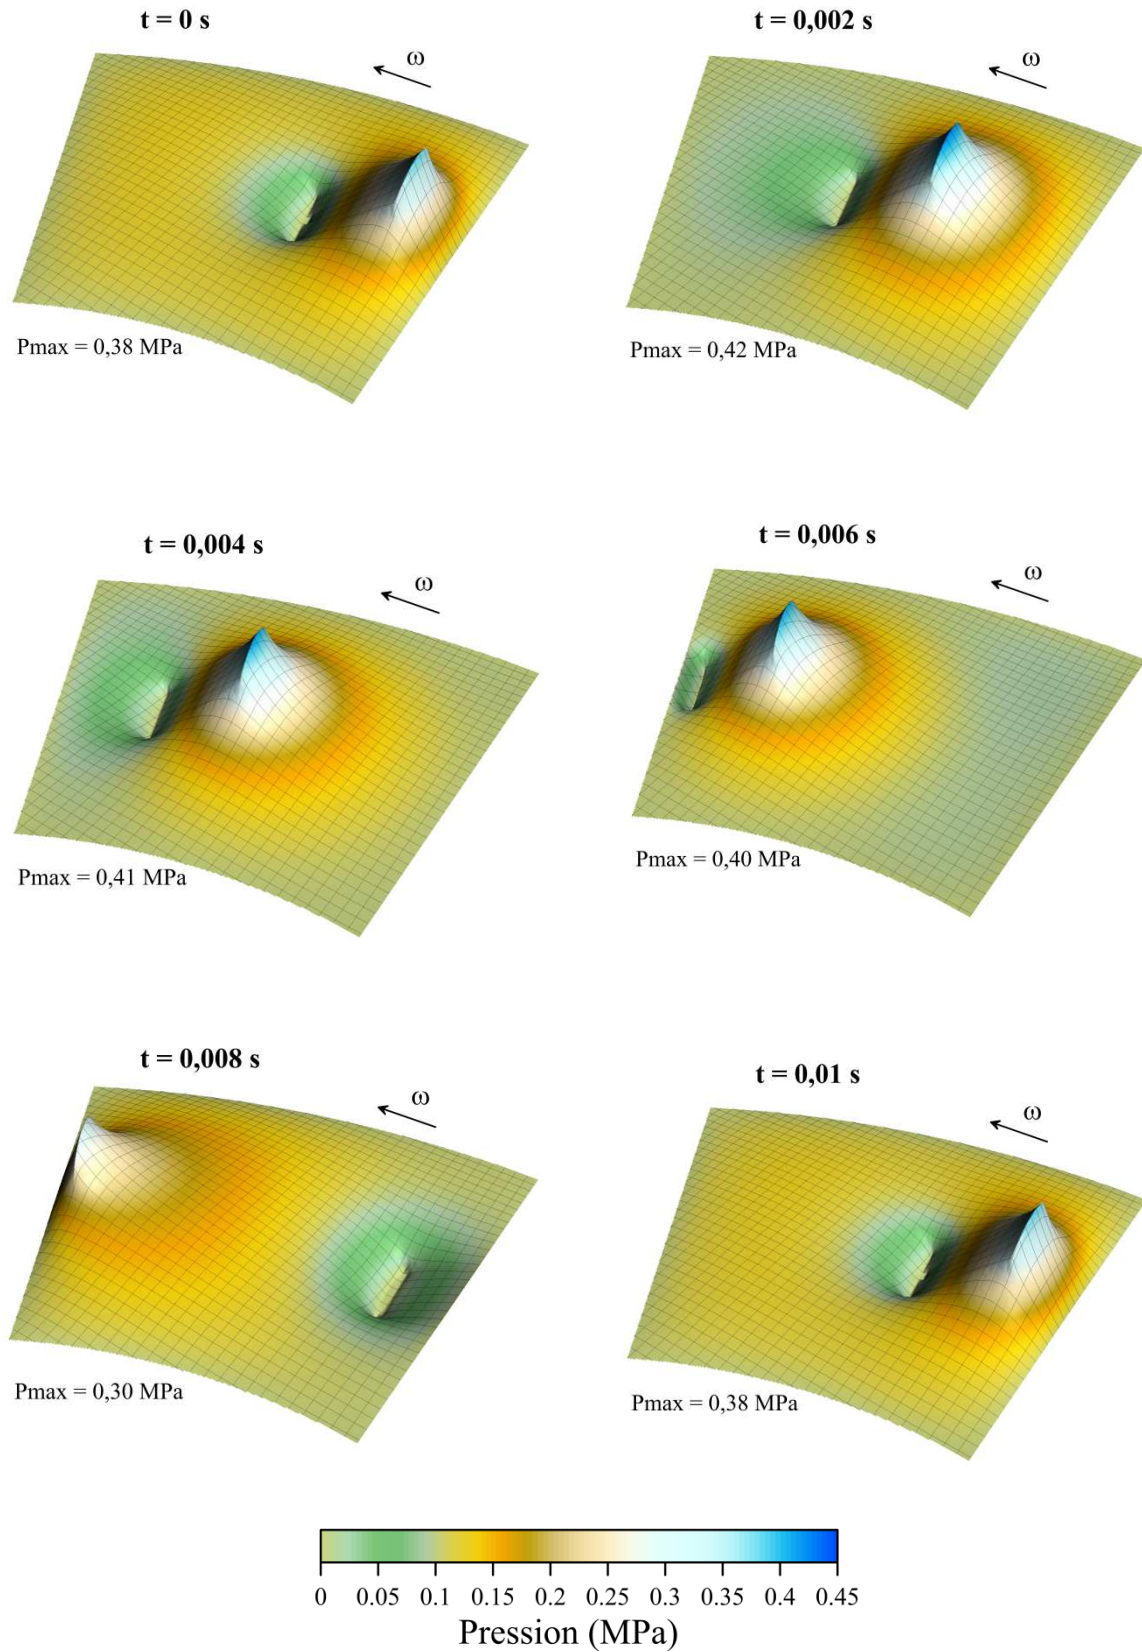 t = 0 s
ω
Pmax = 0,38 MPa
t = 0,002 s
ω
Pmax = 0,42 MPa
t = 0,004 s
ω
Pmax = 0,41 MPa
t = 0,006 s
ω
Pmax = 0,40 MPa
t = 0,008 s
ω
Pmax = 0,30 MPa
t = 0,01 s
ω
Pmax = 0,38 MPa
0 0.05 0.1 0.15 0.2 0.25 0.3 0.35 0.4 0.45
Pression (MPa)